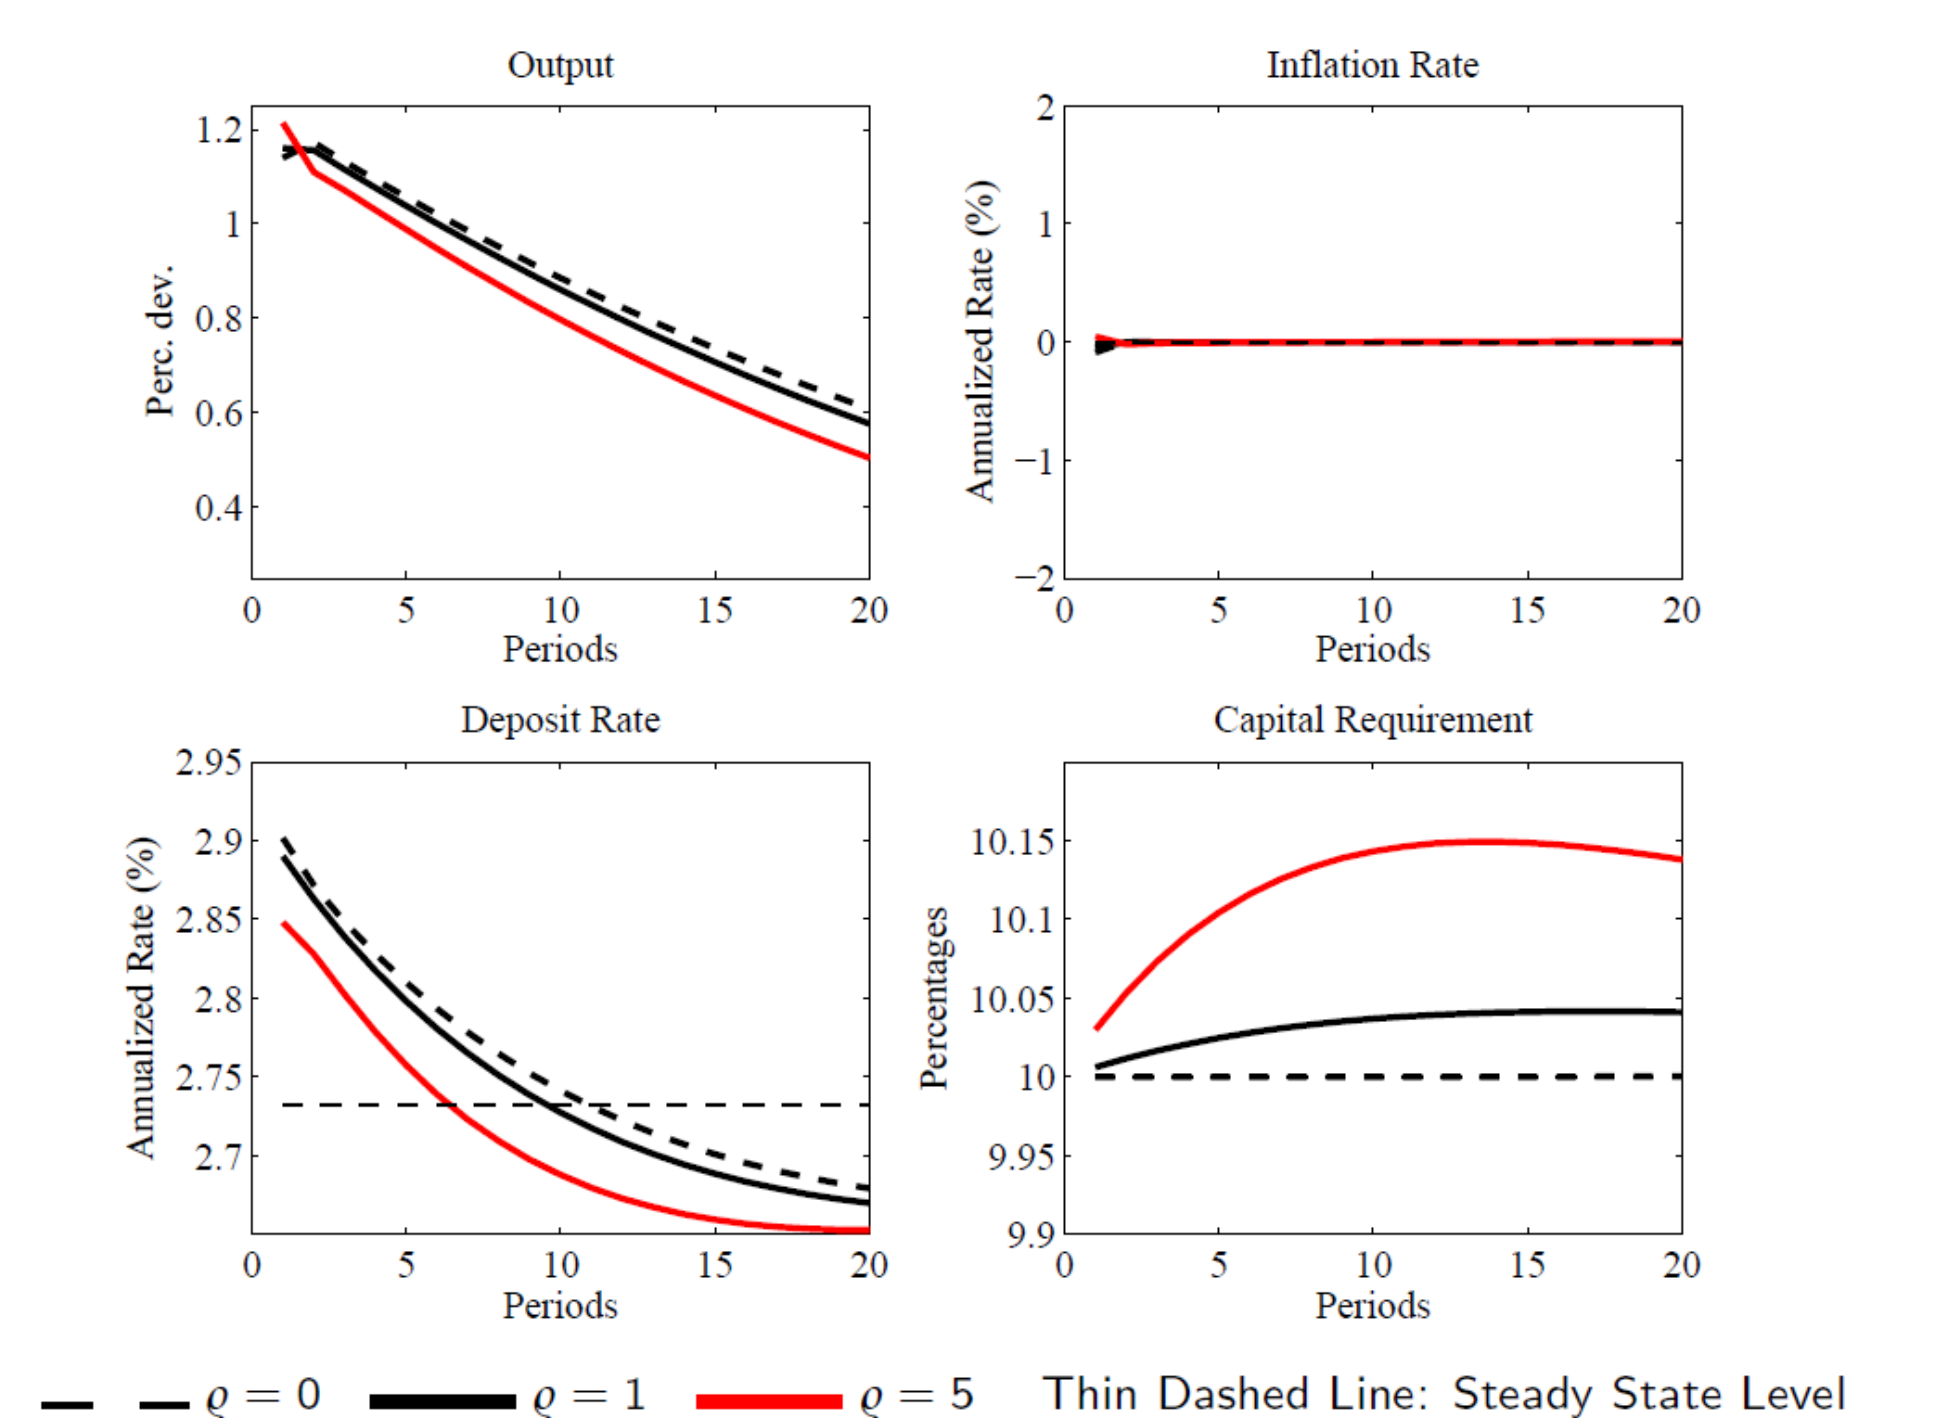 Output
Perc. dev.
1.2
1
0.8
0.6
0.4
0 5 10 15 20
Periods
Inflation Rate
Annualized Rate (%)
2
1
0
−1
−2
0 5 10 15 20
Periods
Deposit Rate
Annualized Rate (%)
2.95
2.9
2.85
2.8
2.75
2.7
0 5 10 15 20
Periods
Capital Requirement
Percentages
10.15
10.1
10.05
10
9.95
9.9
0 5 10 15 20
Periods
ϱ = 0 ϱ = 1 ϱ = 5 Thin Dashed Line: Steady State Level